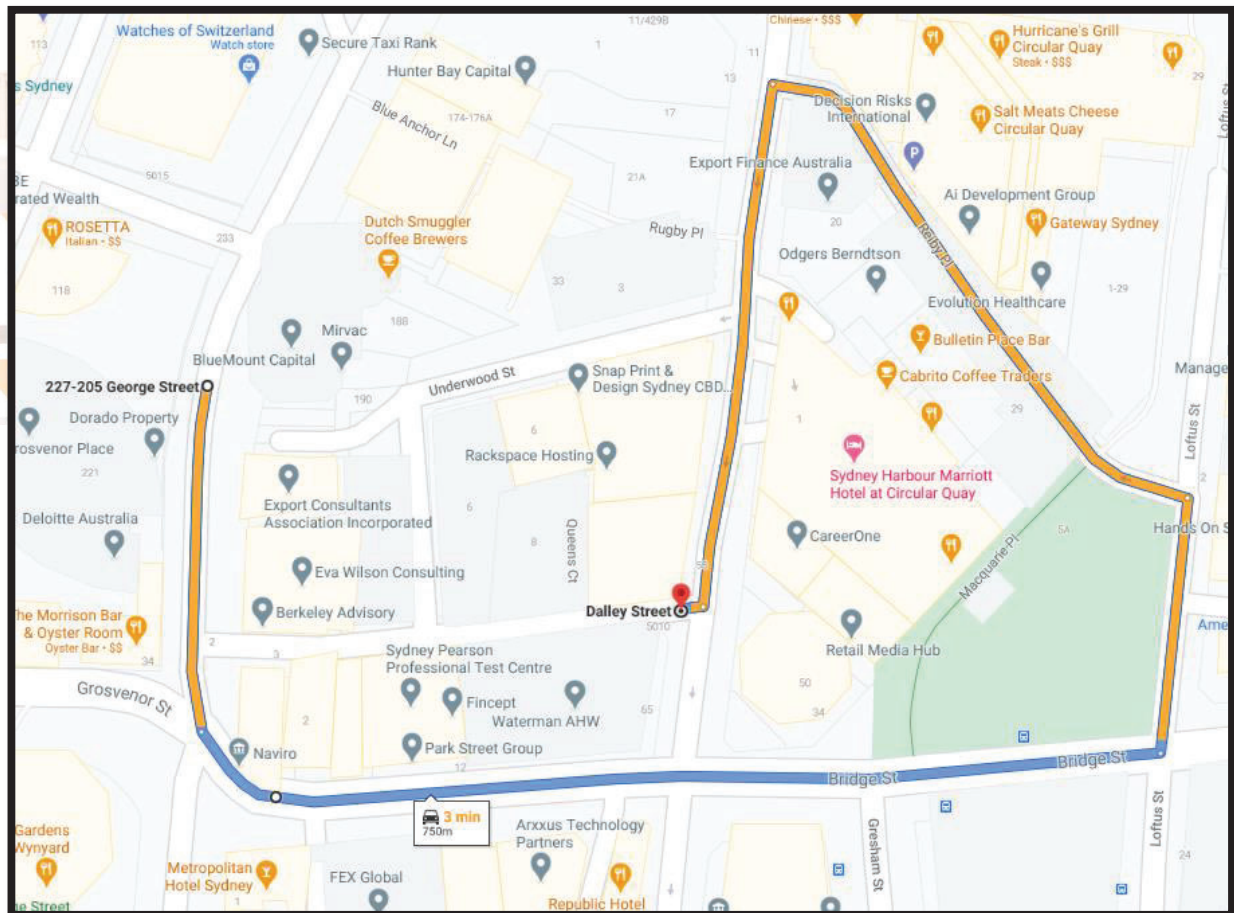 11/429B
Chinese • $$$
Hurricane's Grill
Circular Quay
Steak • $$$
113
Watches of Switzerland
Watch store
Secure Taxi Rank
Hunter Bay Capital
1
11
13
29
s Sydney
Loftus St
Decision Risks
International
Salt Meats Cheese
Circular Quay
174-176A
17
Blue Anchor Ln
P
Export Finance Australia
5015
21A
Ai Development Group
rated Wealth
ROSETTA
Italian • $$
Dutch Smuggler
Coffee Brewers
20
Gateway Sydney
233
Rugby Pl
Reiby Pl
Odgers Berndtson
118
33
3
Evolution Healthcare
1-29
188
Mirvac
BlueMount Capital
Bulletin Place Bar
227-205 George Street
Underwood St
Snap Print &
Design Sydney CBD...
Cabrito Coffee Traders
Manage
190
Dorado Property
rosvenor Place
29
1
Loftus St
221
6
Rackspace Hosting
Sydney Harbour Marriott
Hotel at Circular Quay
2
Export Consultants
Association Incorporated
6
Deloitte Australia
Queens Ct
8
CareerOne
5A
Hands On S
Macquarie Pl
Eva Wilson Consulting
Berkeley Advisory
Dalley Street
The Morrison Bar
& Oyster Room
Oyster Bar • $$
5010
Ame
2
3
34
Sydney Pearson
Professional Test Centre
Retail Media Hub
Grosvenor St
Fincept
50
Waterman AHW
34
65
2
Naviro
Park Street Group
12
Bridge St
Bridge St
3 min
750m
Gardens
Wynyard
Arxxus Technology
Partners
Gresham St
Loftus St
Metropolitan
Hotel Sydney
24
FEX Global
1
ge Street
Republic Hotel